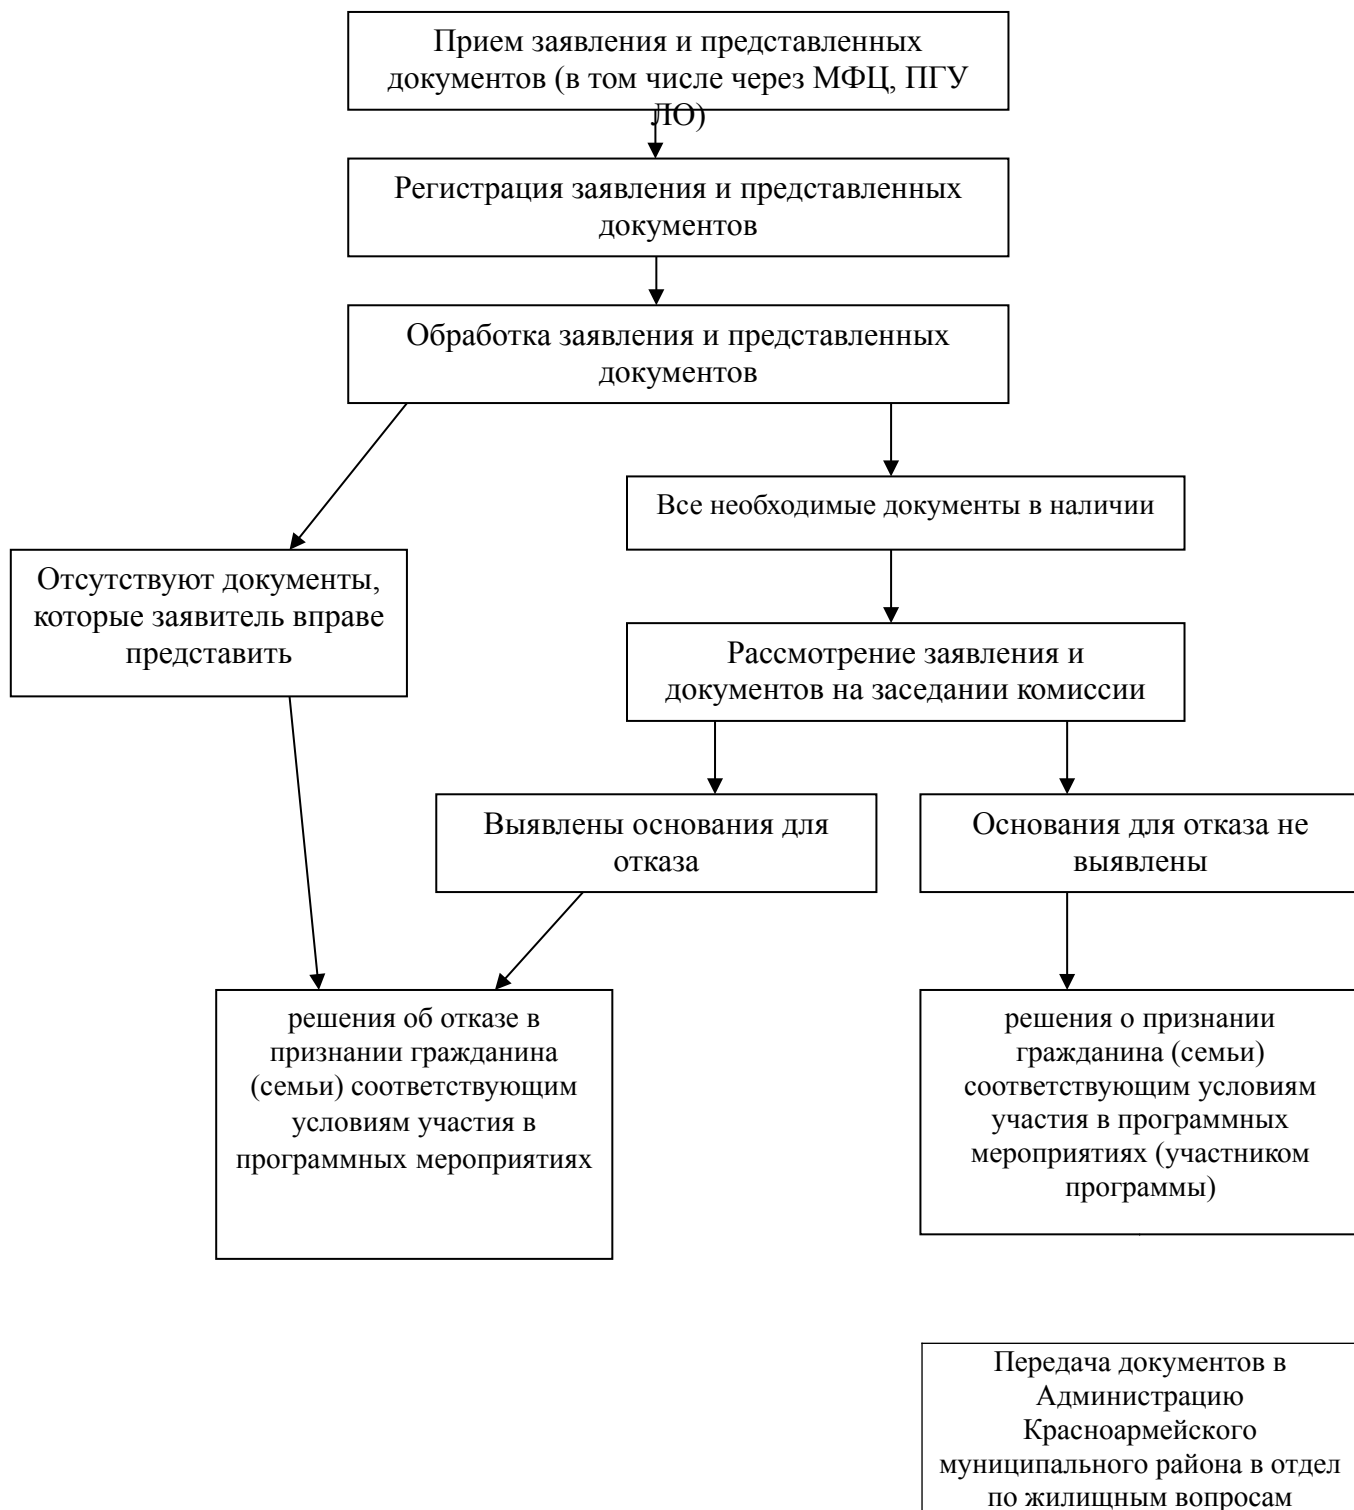 Прием заявления и представленных
документов (в том числе через МФЦ, ПГУ
ЛО)
Регистрация заявления и представленных
документов
Обработка заявления и представленных
документов
Все необходимые документы в наличии
Отсутствуют документы,
которые заявитель вправе
представить
Рассмотрение заявления и
документов на заседании комиссии
Выявлены основания для
отказа
Основания для отказа не
выявлены
решения об отказе в
признании гражданина
(семьи) соответствующим
условиям участия в
программных мероприятиях
решения о признании
гражданина (семьи)
соответствующим условиям
участия в программных
мероприятиях (участником
программы)
Передача документов в
Администрацию
Красноармейского
муниципального района в отдел
по жилищным вопросам